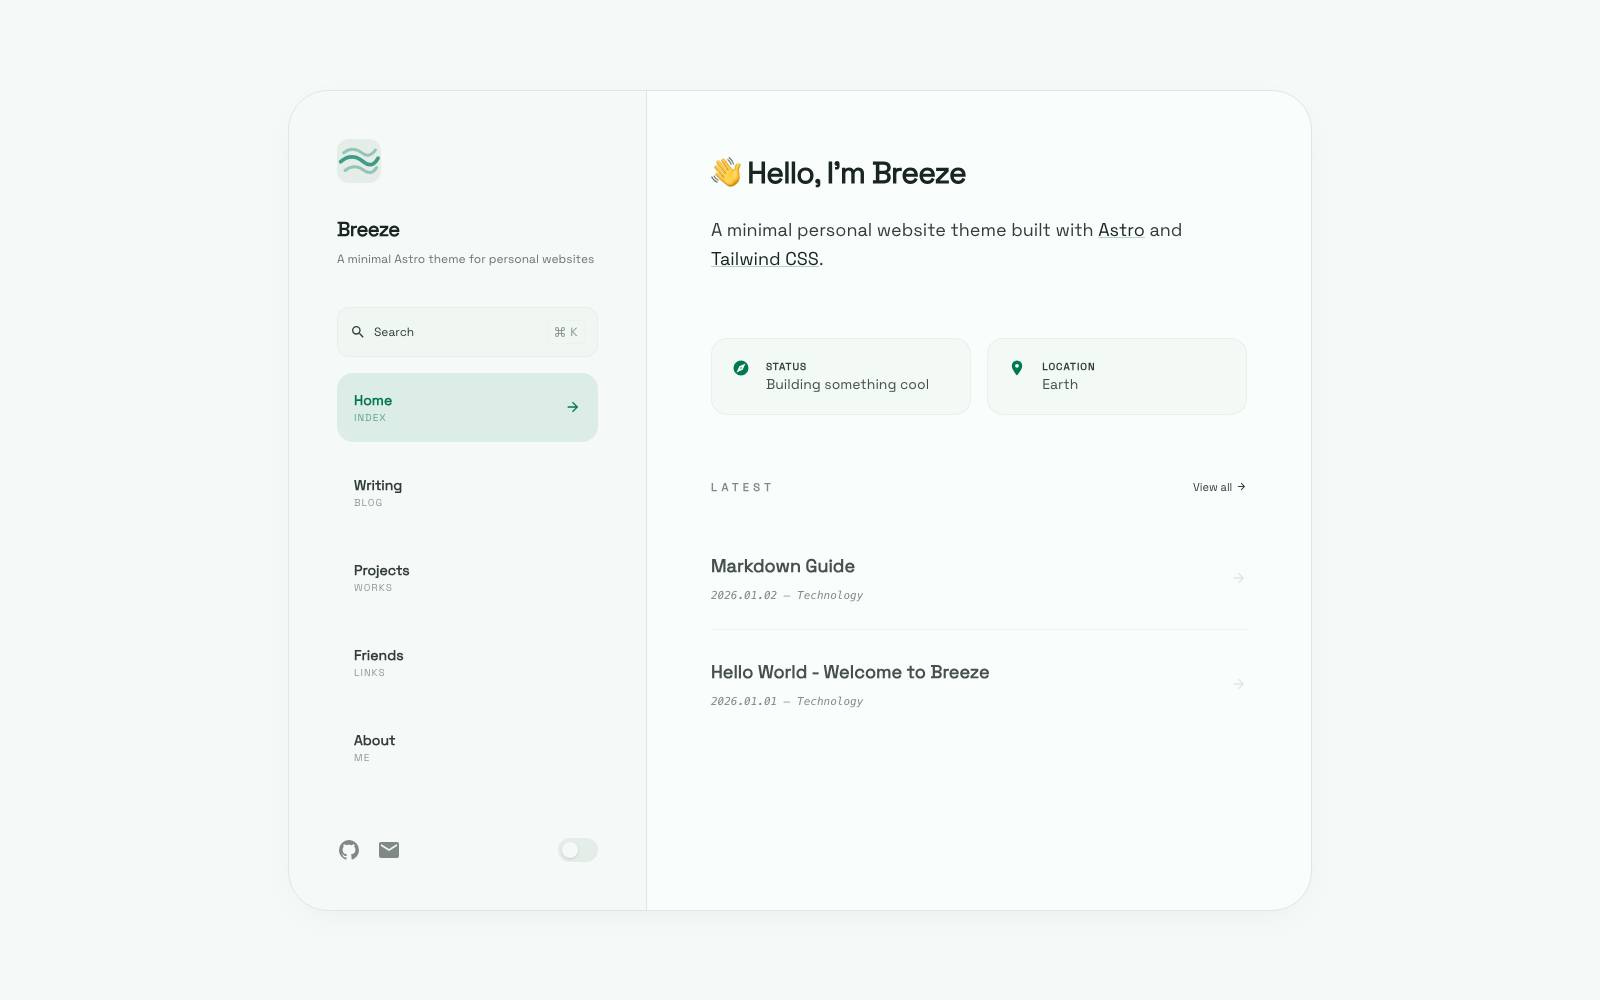 Breeze
A minimal Astro theme for personal websites
Search ⌘ K
Home
INDEX
Writing
BLOG
Projects
WORKS
Friends
LINKS
About
ME
👋 Hello, I'm Breeze
A minimal personal website theme built with Astro and
Tailwind CSS.
STATUS
Building something cool
LOCATION
Earth
LATEST
View all →
Markdown Guide
2026.01.02 — Technology
Hello World - Welcome to Breeze
2026.01.01 — Technology